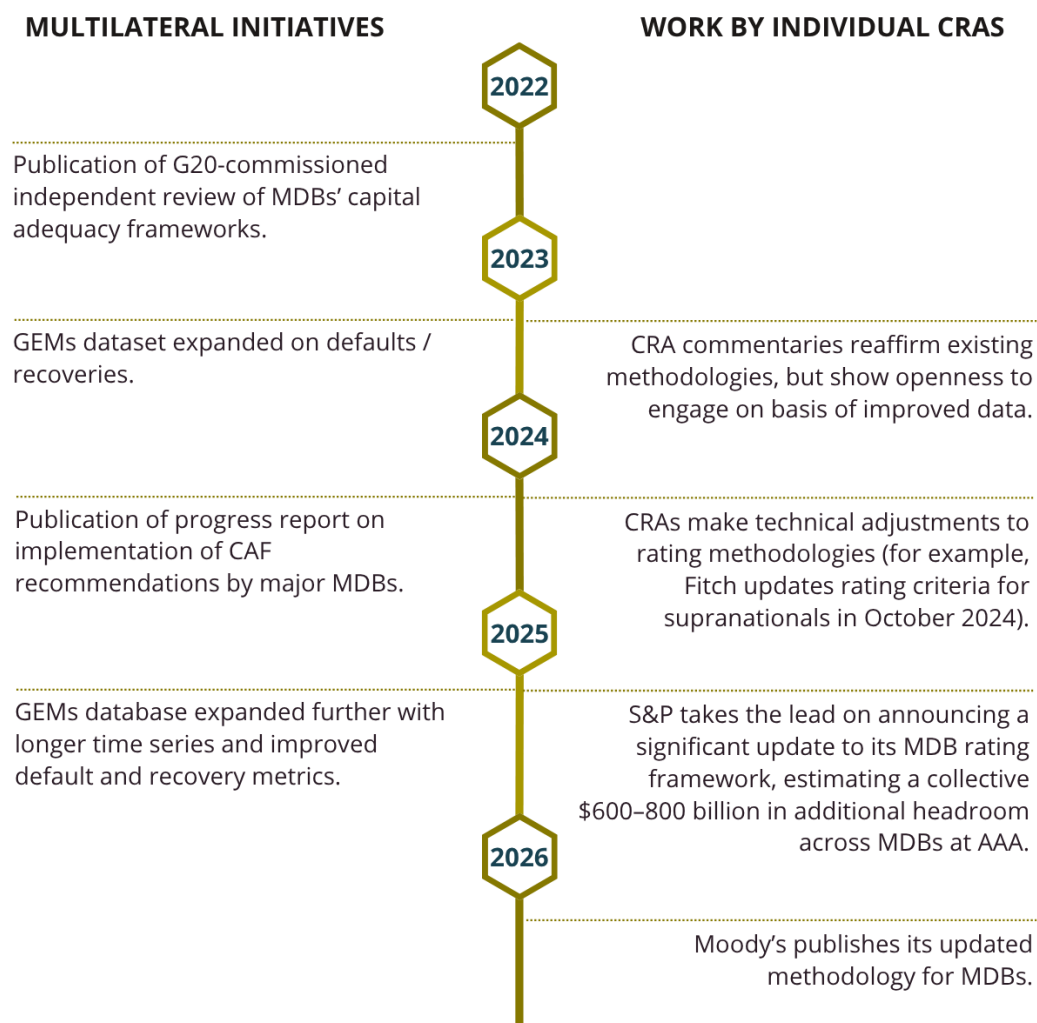 MULTILATERAL INITIATIVES
WORK BY INDIVIDUAL CRAS
2022
Publication of G20-commissioned
independent review of MDBs’ capital
adequacy frameworks.
2023
GEMs dataset expanded on defaults /
recoveries.
CRA commentaries reaffirm existing
methodologies, but show openness to
engage on basis of improved data.
2024
Publication of progress report on
implementation of CAF
recommendations by major MDBs.
CRAs make technical adjustments to
rating methodologies (for example,
Fitch updates rating criteria for
supranationals in October 2024).
2025
GEMs database expanded further with
longer time series and improved
default and recovery metrics.
S&P takes the lead on announcing a
significant update to its MDB rating
framework, estimating a collective
$600–800 billion in additional headroom
across MDBs at AAA.
2026
Moody’s publishes its updated
methodology for MDBs.